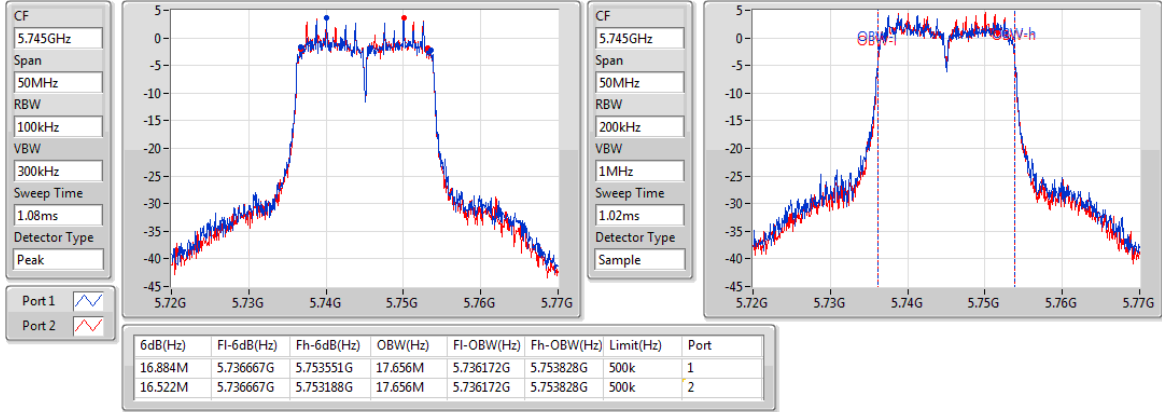 CF
5.745GHz
Span
50MHz
RBW
100kHz
VBW
300kHz
Sweep Time
1.08ms
Detector Type
Peak
Port 1
Port 2
5
0
-5
-10
-15
-20
-25
-30
-35
-40
-45
5.72G 5.73G 5.74G 5.75G 5.76G 5.77G
CF
5.745GHz
Span
50MHz
RBW
200kHz
VBW
1MHz
Sweep Time
1.02ms
Detector Type
Sample
5
0
-5
-10
-15
-20
-25
-30
-35
-40
-45
OBW-l OBW-h
5.72G 5.73G 5.74G 5.75G 5.76G 5.77G
6dB(Hz) Fl-6dB(Hz) Fh-6dB(Hz) OBW(Hz) Fl-OBW(Hz) Fh-OBW(Hz) Limit(Hz) Port
16.884M 5.736667G 5.753551G 17.656M 5.736172G 5.753828G 500k 1
16.522M 5.736667G 5.753188G 17.656M 5.736172G 5.753828G 500k 2